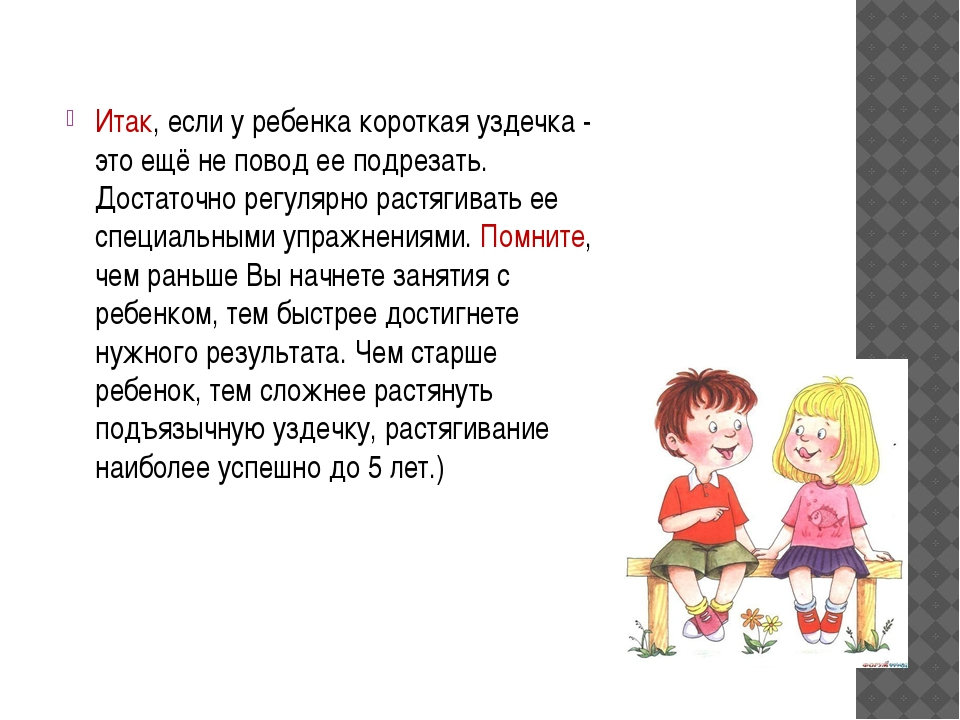 Итак, если у ребенка короткая уздечка -
это ещё не повод ее подрезать.
Достаточно регулярно растягивать ее
специальными упражнениями. Помните,
чем раньше Вы начнете занятия с
ребенком, тем быстрее достигнете
нужного результата. Чем старше
ребенок, тем сложнее растянуть
подъязычную уздечку, растягивание
наиболее успешно до 5 лет.)